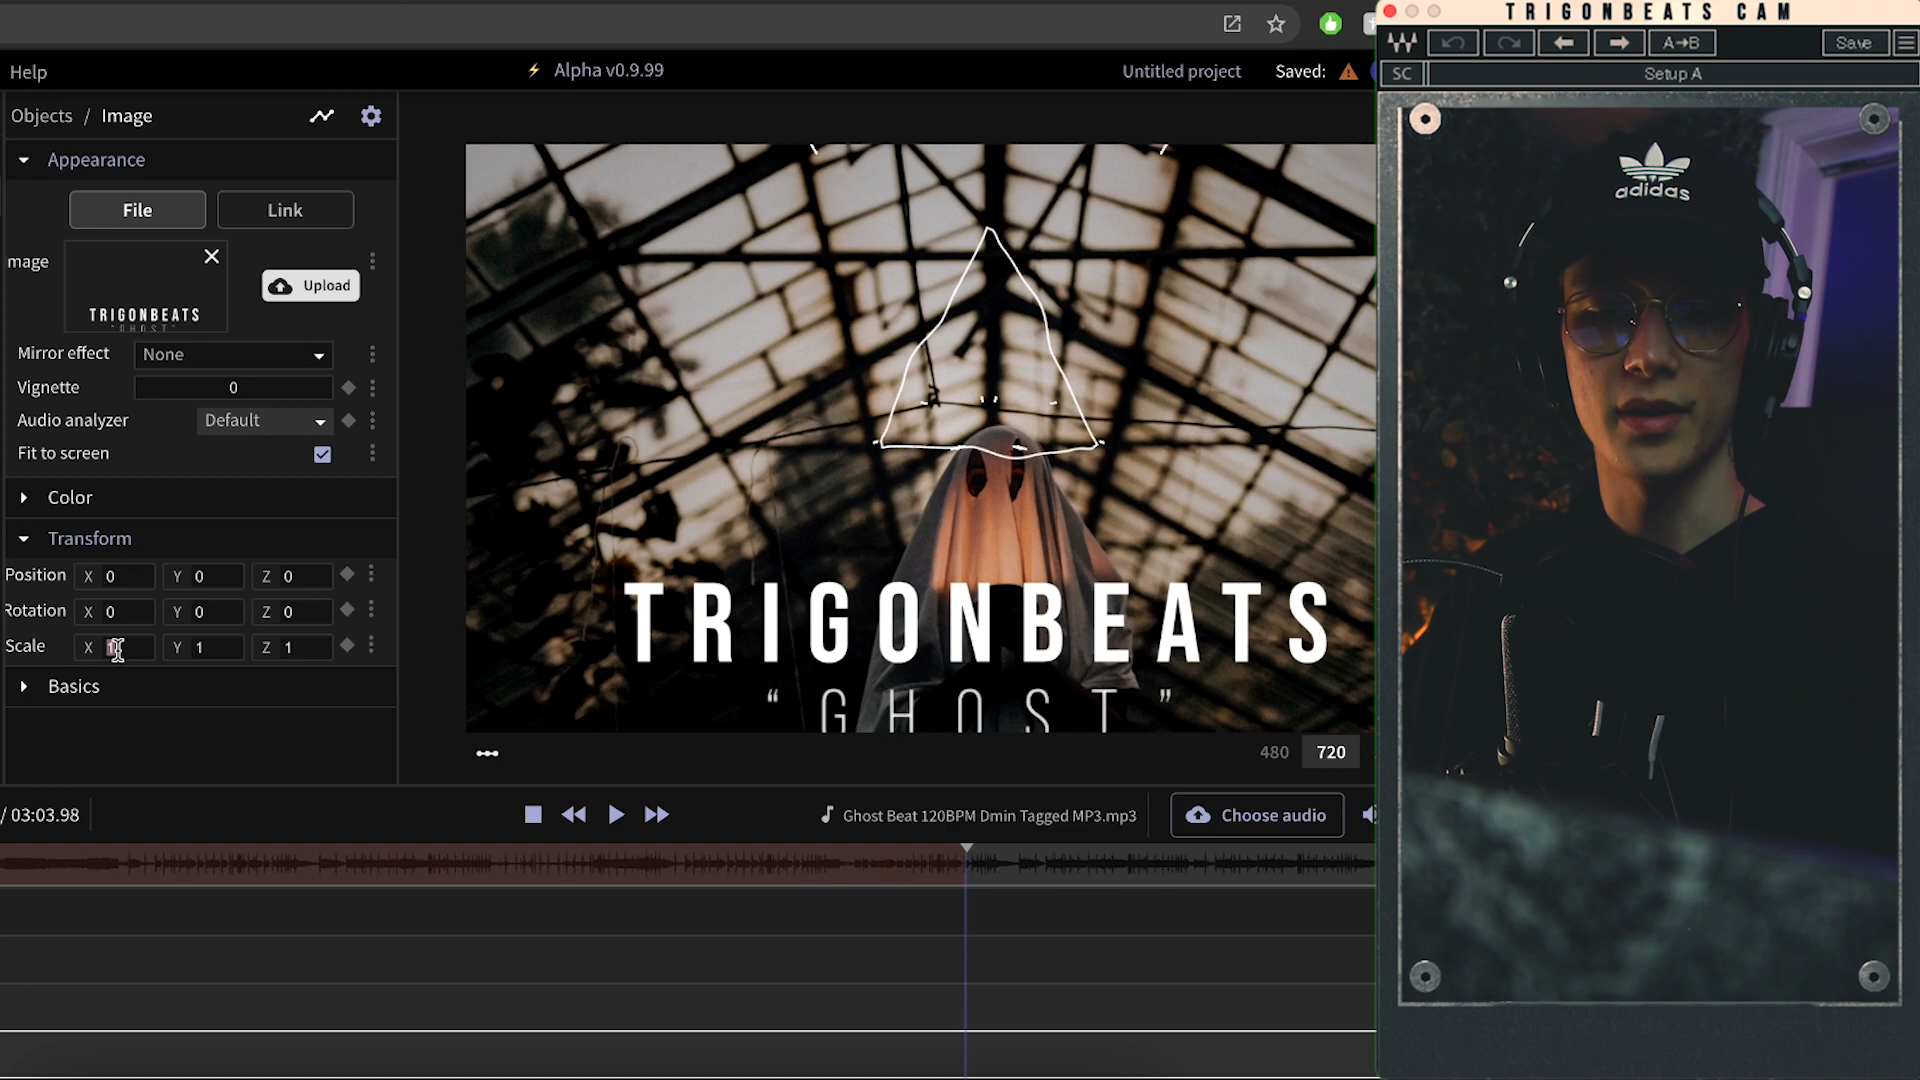 TRIGONBEATS CAM
A→B
Save
SC
Setup A
Help
Alpha v0.9.99
Untitled project
Saved:
Objects / Image
Appearance
File
Link
mage
TRIGONBEATS
"GHOST"
Upload
Mirror effect
None
Vignette
0
Audio analyzer
Default
Fit to screen
Color
Transform
Position X 0 Y 0 Z 0
Rotation X 0 Y 0 Z 0
Scale X 1 Y 1 Z 1
Basics
TRIGONBEATS
“GHOST”
480
720
/ 03:03.98
Ghost Beat 120BPM Dmin Tagged MP3.mp3
Choose audio
adidas